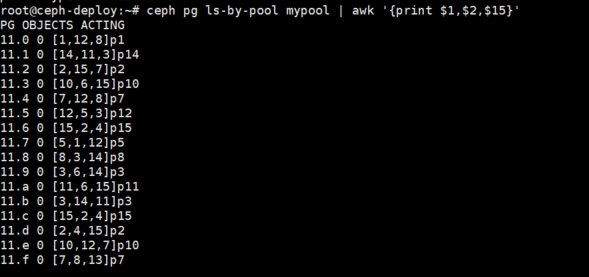 root@ceph-deploy:~# ceph pg ls-by-pool mypool | awk '{print $1,$2,$15}'
PG OBJECTS ACTING
11.0 0 [1,12,8]p1
11.1 0 [14,11,3]p14
11.2 0 [2,15,7]p2
11.3 0 [10,6,15]p10
11.4 0 [7,12,8]p7
11.5 0 [12,5,3]p12
11.6 0 [15,2,4]p15
11.7 0 [5,1,12]p5
11.8 0 [8,3,14]p8
11.9 0 [3,6,14]p3
11.a 0 [11,6,15]p11
11.b 0 [3,14,11]p3
11.c 0 [15,2,4]p15
11.d 0 [2,4,15]p2
11.e 0 [10,12,7]p10
11.f 0 [7,8,13]p7